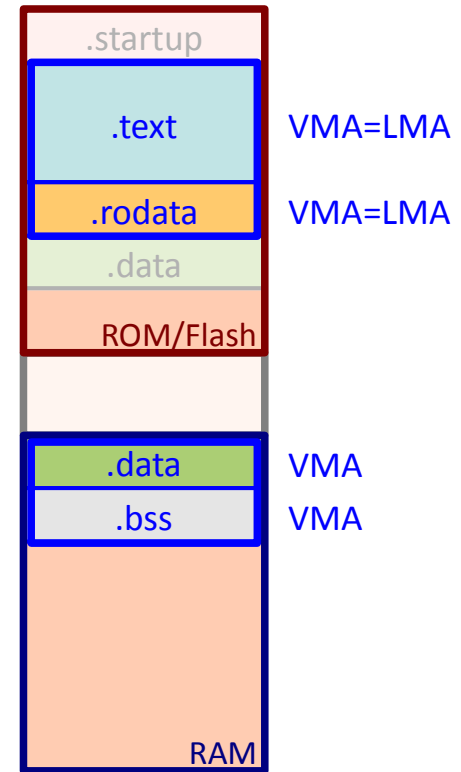 .startup
.text VMA=LMA
.rodata VMA=LMA
.data
ROM/Flash
.data VMA
.bss VMA
RAM